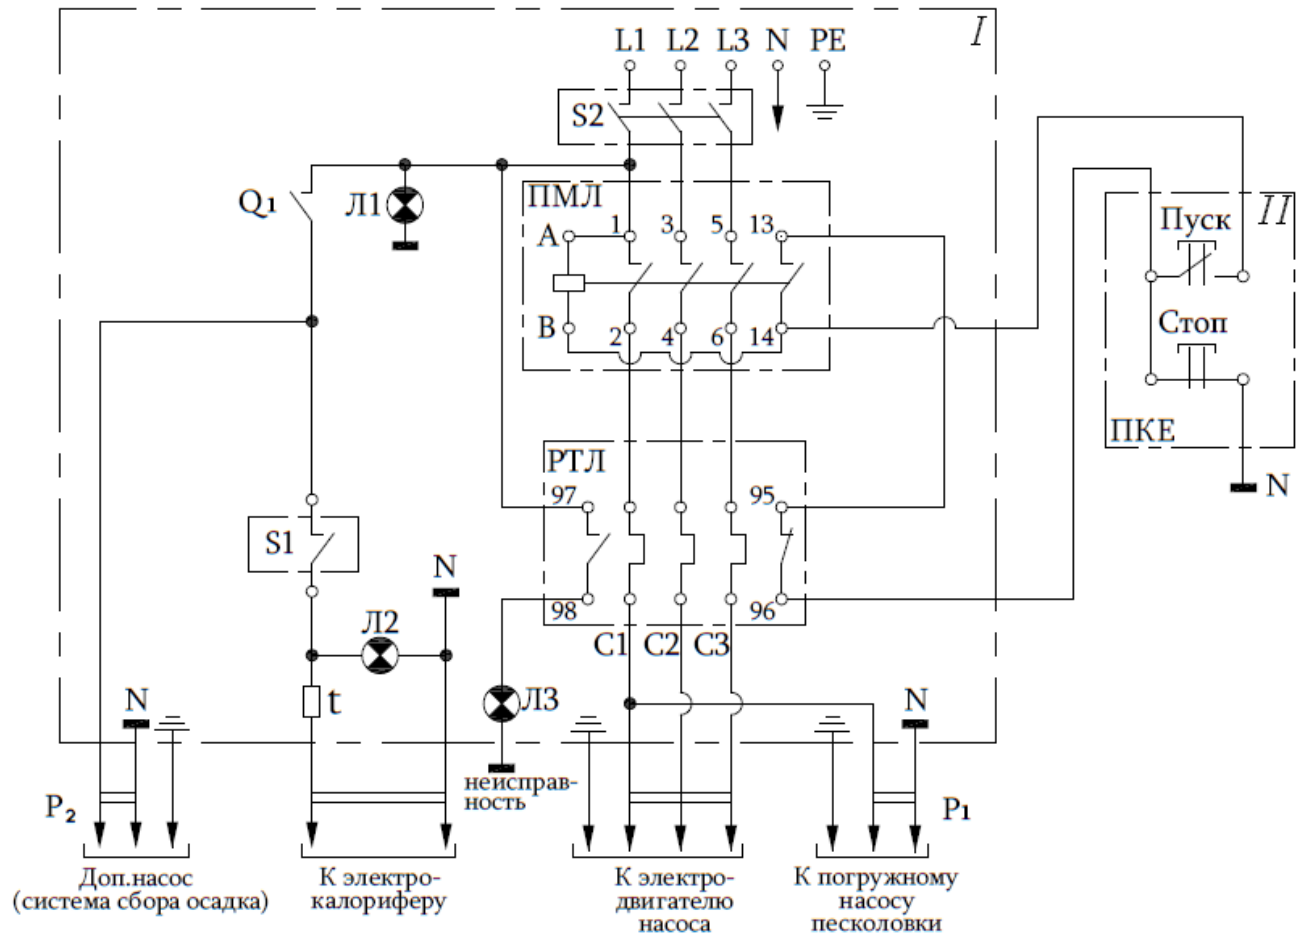 I
L1 L2 L3 N PE
S2
Q1
Л1
ПМЛ
II
Пуск
A 1 3 5 13
B 2 4 6 14
Стоп
ПКЕ
РТЛ
97 95
N
S1
N
98 96
Л2
C1 C2 C3
t
Л3
N
N
неисправ-
ность
P2
P1
Доп.насос
(система сбора осадка)
К электро-
калориферу
К электро-
двигателю
насоса
К погружному
насосу
песколовки